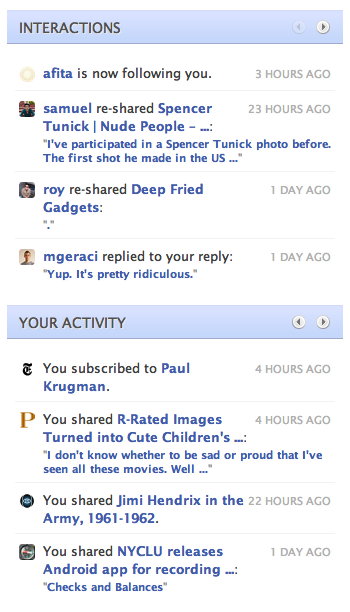 INTERACTIONS
afita is now following you. 3 HOURS AGO
samuel re-shared Spencer 23 HOURS AGO
Tunick | Nude People – ...:
"I've participated in a Spencer Tunick photo before.
The first shot he made in the US ..."
roy re-shared Deep Fried 1 DAY AGO
Gadgets:
"."
mgeraci replied to your reply: 1 DAY AGO
"Yup. It's pretty ridiculous."
YOUR ACTIVITY
You subscribed to Paul 4 HOURS AGO
Krugman.
P You shared R-Rated Images 4 HOURS AGO
Turned into Cute Children's ...:
"I don't know whether to be sad or proud that I've
seen all these movies. Well ..."
You shared Jimi Hendrix in the 22 HOURS AGO
Army, 1961-1962.
You shared NYCLU releases 1 DAY AGO
Android app for recording ...:
"Checks and Balances"